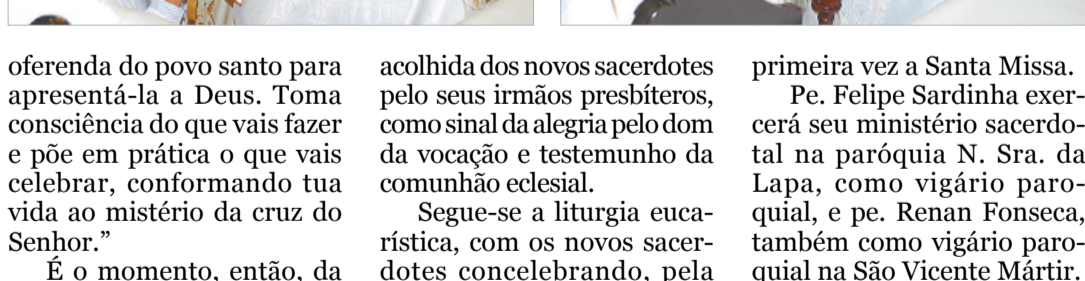 oferenda do povo santo para
apresentá-la a Deus. Toma
consciência do que vais fazer
e põe em prática o que vais
celebrar, conformando tua
vida ao mistério da cruz do
Senhor.”
É o momento, então, da
acolhida dos novos sacerdotes
pelo seus irmãos presbíteros,
como sinal da alegria pelo dom
da vocação e testemunho da
comunhão eclesial.
Segue-se a liturgia euca-
rística, com os novos sacer-
dotes concelebrando, pela
primeira vez a Santa Missa.
Pe. Felipe Sardinha exer-
cerá seu ministério sacerdo-
tal na paróquia N. Sra. da
Lapa, como vigário paro-
quial, e pe. Renan Fonseca,
também como vigário paro-
quial na São Vicente Mártir.